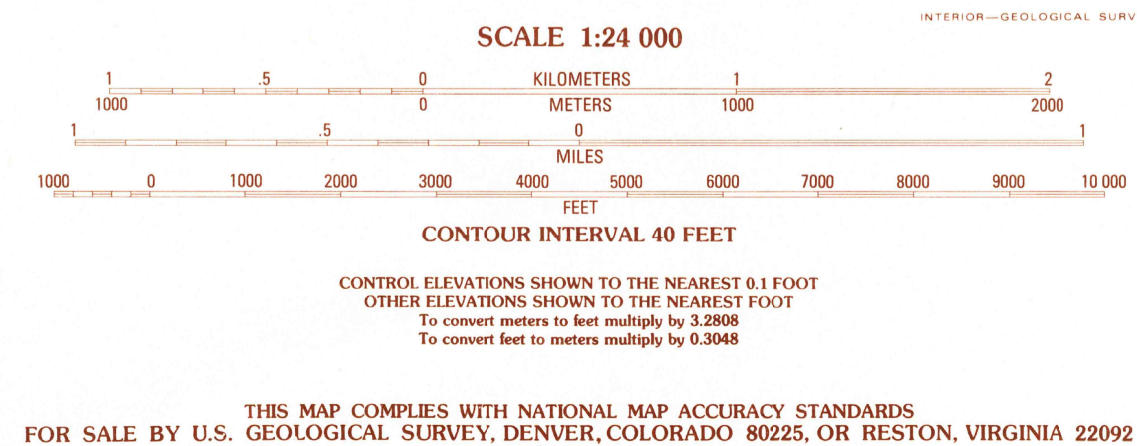 INTERIOR—GEOLOGICAL SURV
SCALE 1:24 000
1 .5 0 KILOMETERS 1 2
1000 0 METERS 1000 2000
1 .5 0 1
MILES
1000 0 1000 2000 3000 4000 5000 6000 7000 8000 9000 10 000
FEET
CONTOUR INTERVAL 40 FEET
CONTROL ELEVATIONS SHOWN TO THE NEAREST 0.1 FOOT
OTHER ELEVATIONS SHOWN TO THE NEAREST FOOT
To convert meters to feet multiply by 3.2808
To convert feet to meters multiply by 0.3048
THIS MAP COMPLIES WITH NATIONAL MAP ACCURACY STANDARDS
FOR SALE BY U.S. GEOLOGICAL SURVEY, DENVER, COLORADO 80225, OR RESTON, VIRGINIA 22092